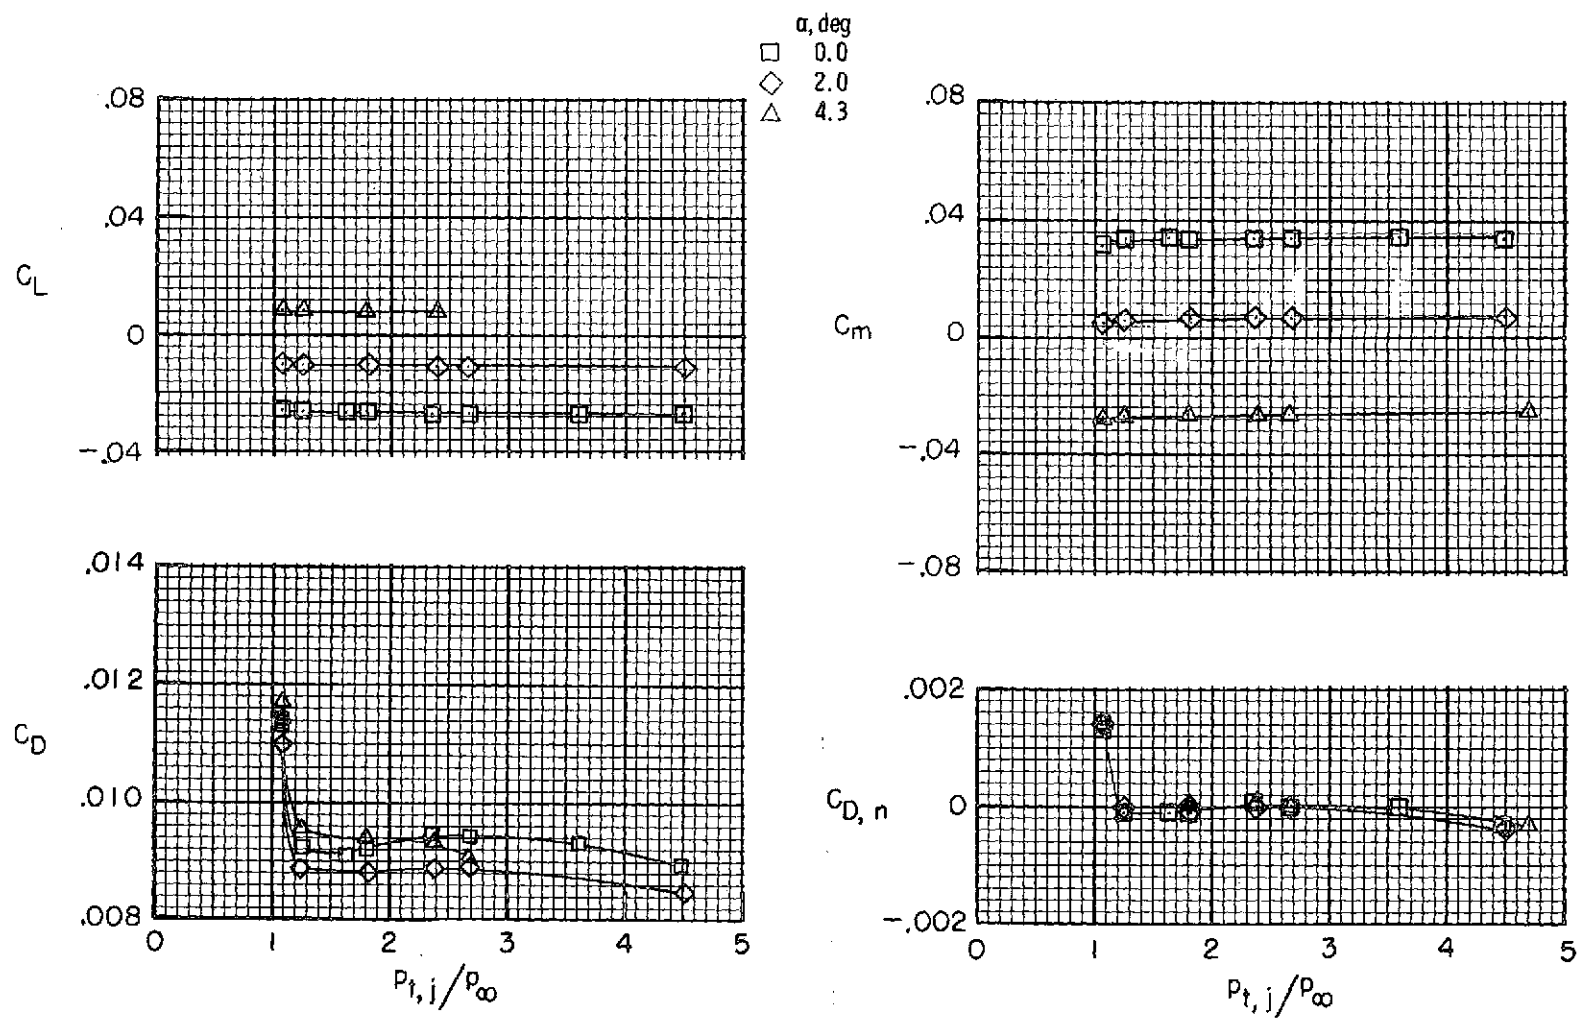 α, deg
0.0
2.0
4.3
.08
.04
C_L
0
-.04
.014
.012
C_D
.010
.008
0 1 2 3 4 5
p_t,j/p_∞
.08
.04
C_m
0
-.04
-.08
.002
C_D,n
0
-.002
0 1 2 3 4 5
p_t,j/p_∞